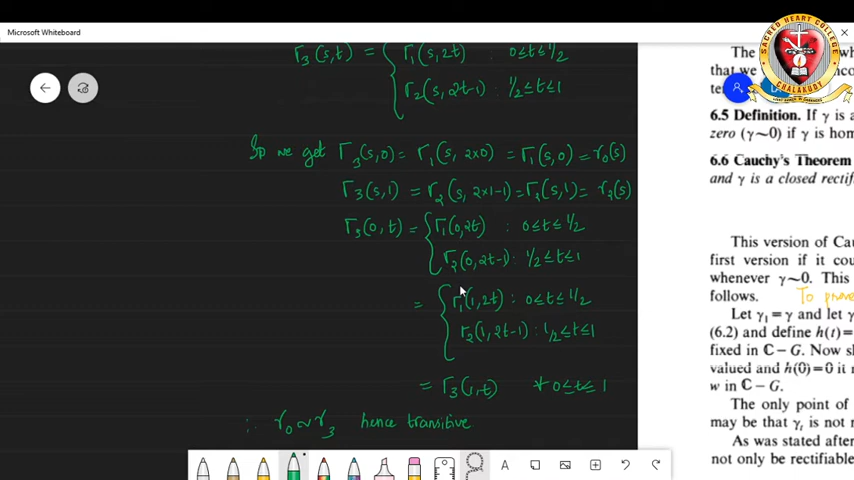 Microsoft Whiteboard
SACRED HEART COLLEGE
CHALAKUDY
Γ3(s,t) = { Γ1(s,2t) : 0≤t≤1/2
Γ2(s,2t-1) : 1/2≤t≤1
So we get Γ3(s,0) = Γ1(s, 2×0) = Γ1(s,0) = γ0(s)
Γ3(s,1) = Γ2(s, 2×1-1) = Γ2(s,1) = γ2(s)
Γ3(0,t) = { Γ1(0,2t) : 0≤t≤1/2
Γ2(0,2t-1) : 1/2≤t≤1
= { Γ1(1,2t) : 0≤t≤1/2
Γ2(1,2t-1) : 1/2≤t≤1
= Γ3(1,t) ∀ 0≤t≤1
∴ γ0 ~ γ3 hence transitive
The
that we
6.5 Definition. If γ is a
zero (γ~0) if γ is hom
6.6 Cauchy's Theorem
and γ is a closed rectif
This version of Cau
first version if it cou
whenever γ~0. This
follows. To prove
Let γ1 = γ and let γ
(6.2) and define h(t) =
fixed in ℂ - G. Now s
valued and h(0) = 0 it
w in ℂ - G.
The only point of
may be that γt is not r
As was stated after
not only be rectifiable
A